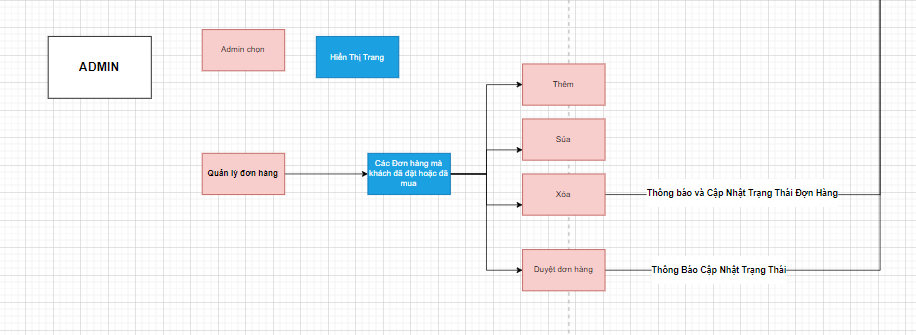 ADMIN
Admin chọn
Hiển Thị Trang
Thêm
Sửa
Quản lý đơn hàng
Các Đơn hàng mà
khách đã đặt hoặc đã
mua
Xóa
Thông báo và Cập Nhật Trạng Thái Đơn Hàng
Duyệt đơn hàng
Thông Báo Cập Nhật Trạng Thái